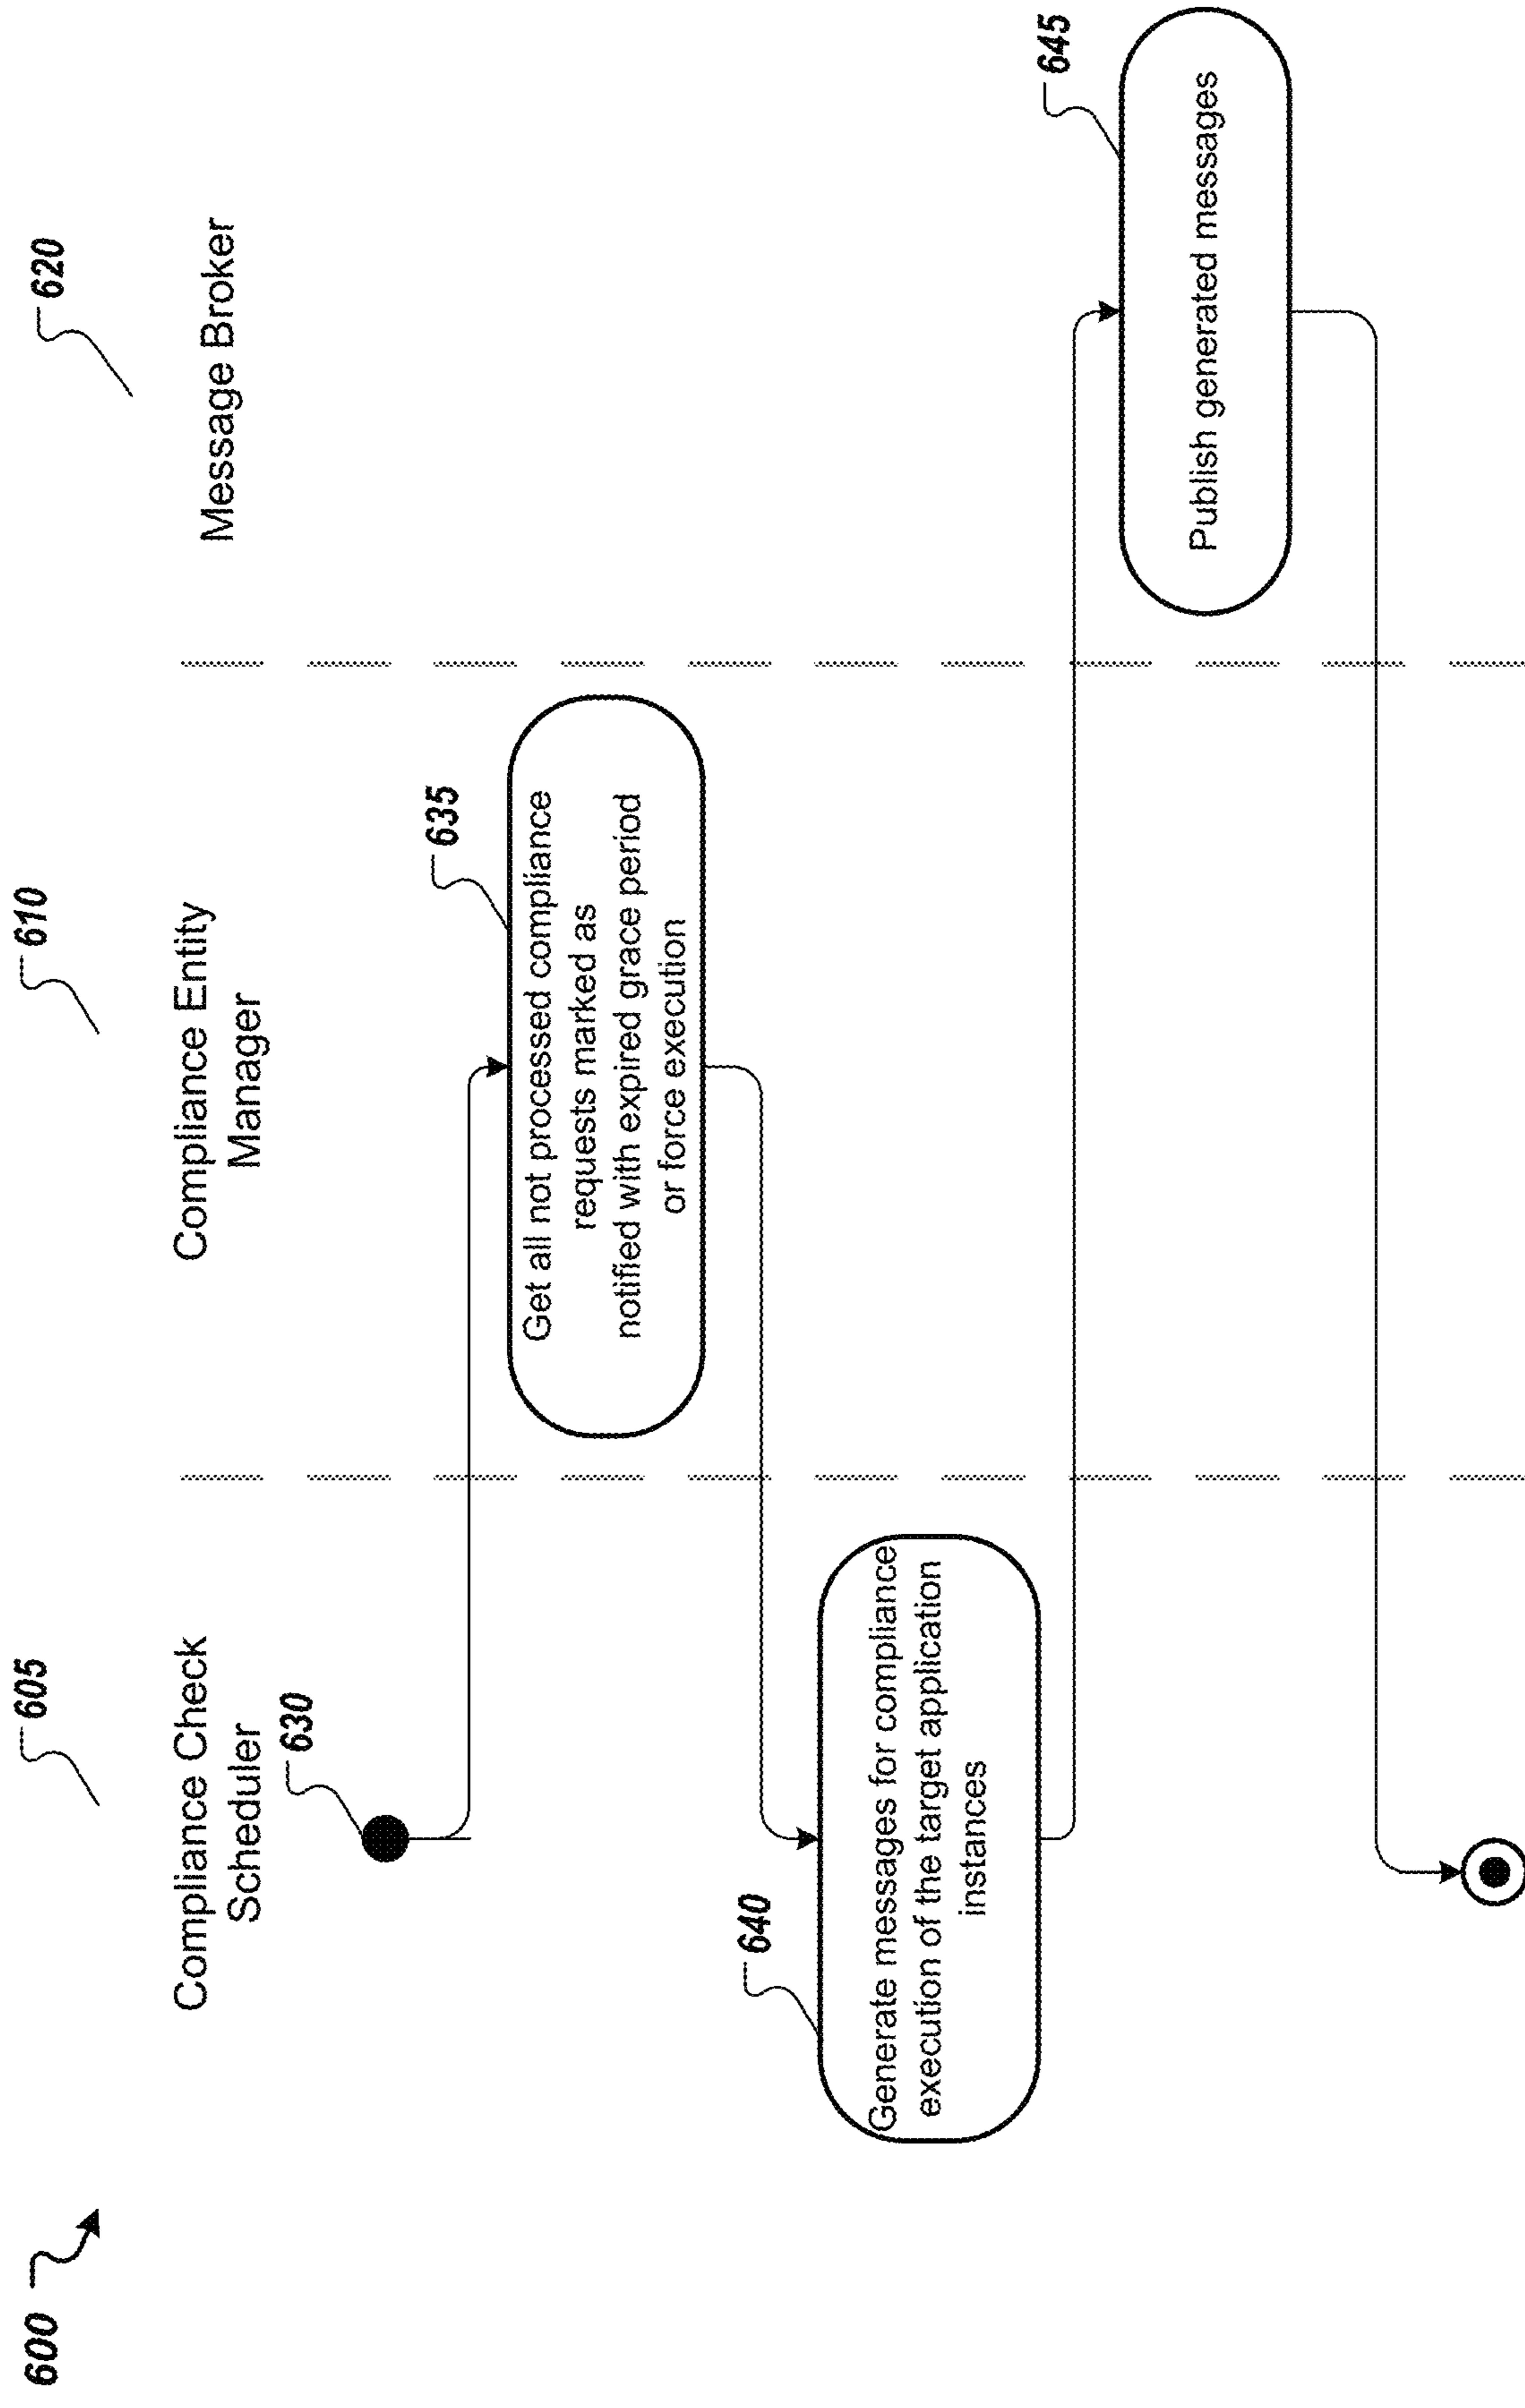 600
605
610
620
Compliance Check
Scheduler
Compliance Entity
Manager
Message Broker
630
635
Get all not processed compliance
requests marked as
notified with expired grace period
or force execution
640
Generate messages for compliance
execution of the target application
instances
645
Publish generated messages